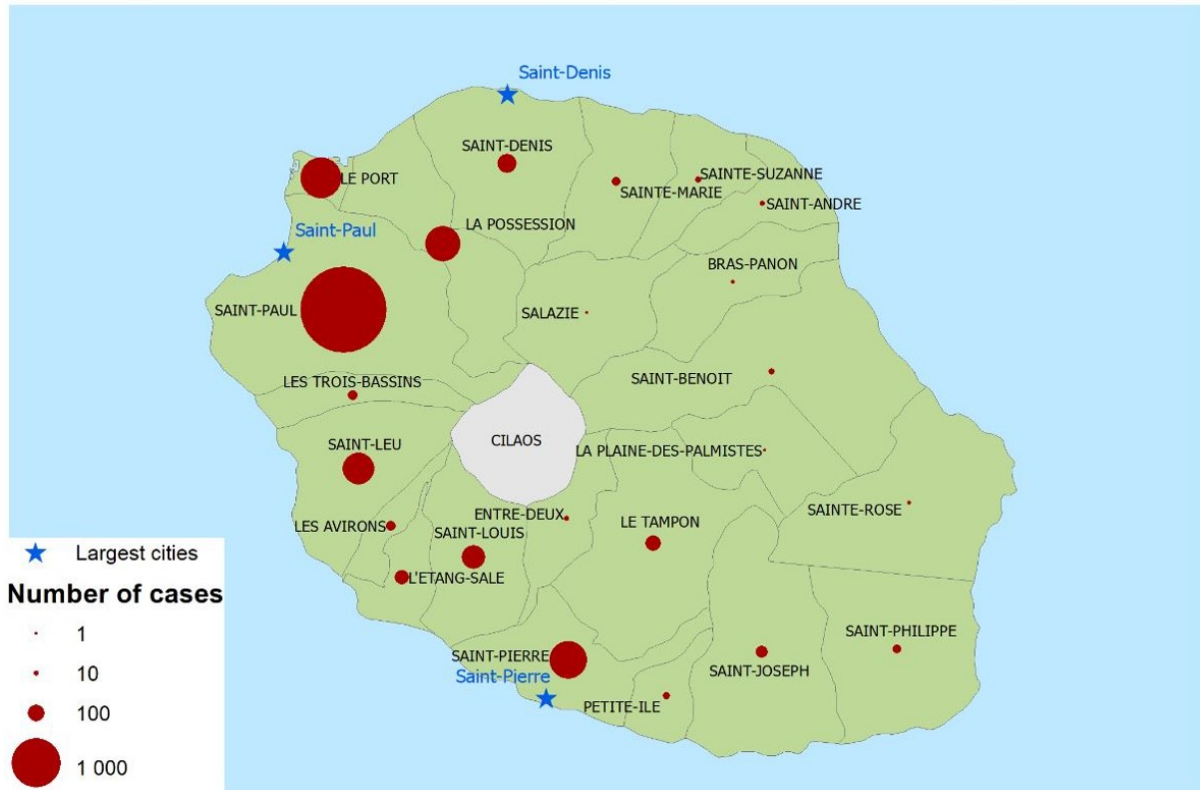 Saint-Denis
SAINT-DENIS
LE PORT
SAINTE-SUZANNE
SAINTE-MARIE
SAINT-ANDRE
LA POSSESSION
Saint-Paul
BRAS-PANON
SAINT-PAUL
SALAZIE
LES TROIS-BASSINS
SAINT-BENOIT
CILAOS
SAINT-LEU
LA PLAINE-DES-PALMISTES
SAINTE-ROSE
ENTRE-DEUX
LE TAMPON
LES AVIRONS
SAINT-LOUIS
L'ETANG-SALE
SAINT-PHILIPPE
SAINT-PIERRE
Saint-Pierre
SAINT-JOSEPH
PETITE-ILE
Largest cities
Number of cases
1
10
100
1 000